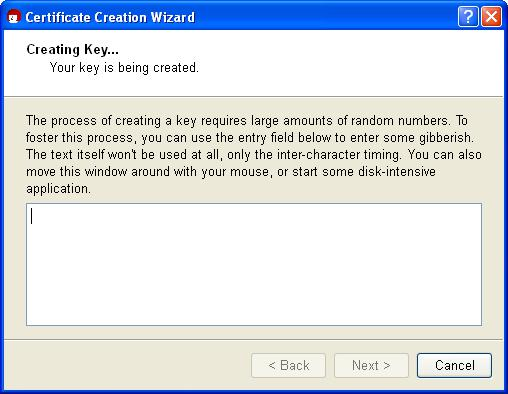 Certificate Creation Wizard
Creating Key...
Your key is being created.
The process of creating a key requires large amounts of random numbers. To
foster this process, you can use the entry field below to enter some gibberish.
The text itself won't be used at all, only the inter-character timing. You can also
move this window around with your mouse, or start some disk-intensive
application.
< Back Next > Cancel